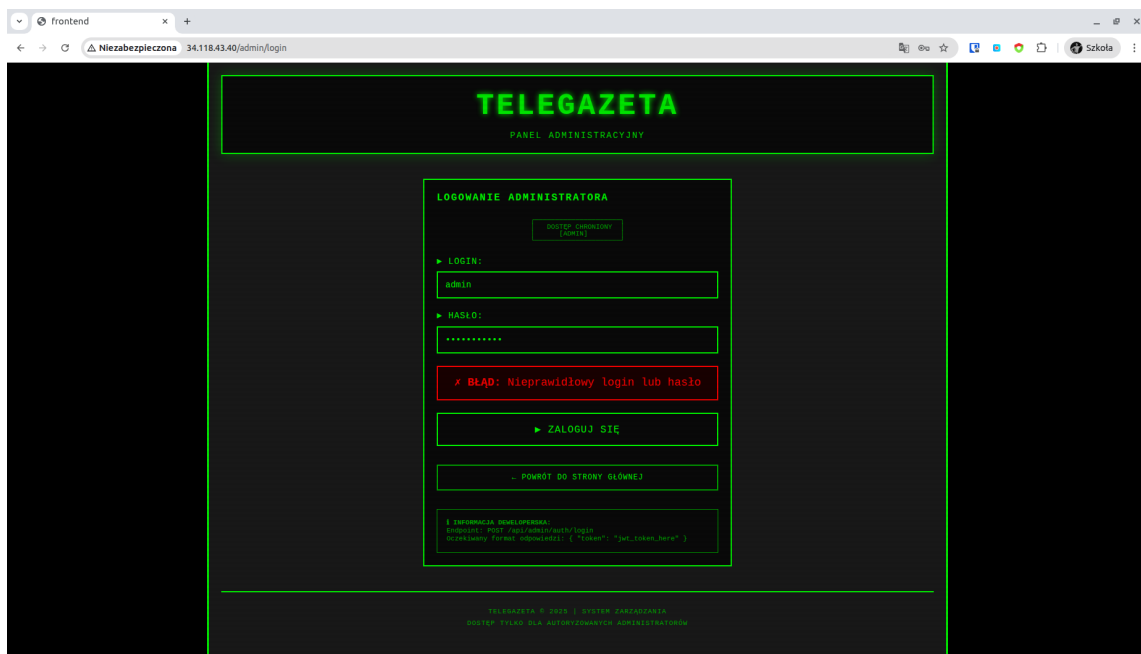 frontend
Niezabezpieczona 34.118.43.40/admin/login
Szkoła
TELEGAZETA
PANEL ADMINISTRACYJNY
LOGOWANIE ADMINISTRATORA
DOSTĘP CHRONIONY
[ADMIN]
▶ LOGIN:
admin
▶ HASŁO:
•••••••••••
✗ BŁĄD: Nieprawidłowy login lub hasło
▶ ZALOGUJ SIĘ
← POWRÓT DO STRONY GŁÓWNEJ
ℹ INFORMACJA DEWELOPERSKA:
Endpoint: POST /api/admin/auth/login
Oczekiwany format odpowiedzi: { "token": "jwt_token_here" }
TELEGAZETA © 2025 | SYSTEM ZARZĄDZANIA
DOSTĘP TYLKO DLA AUTORYZOWANYCH ADMINISTRATORÓW